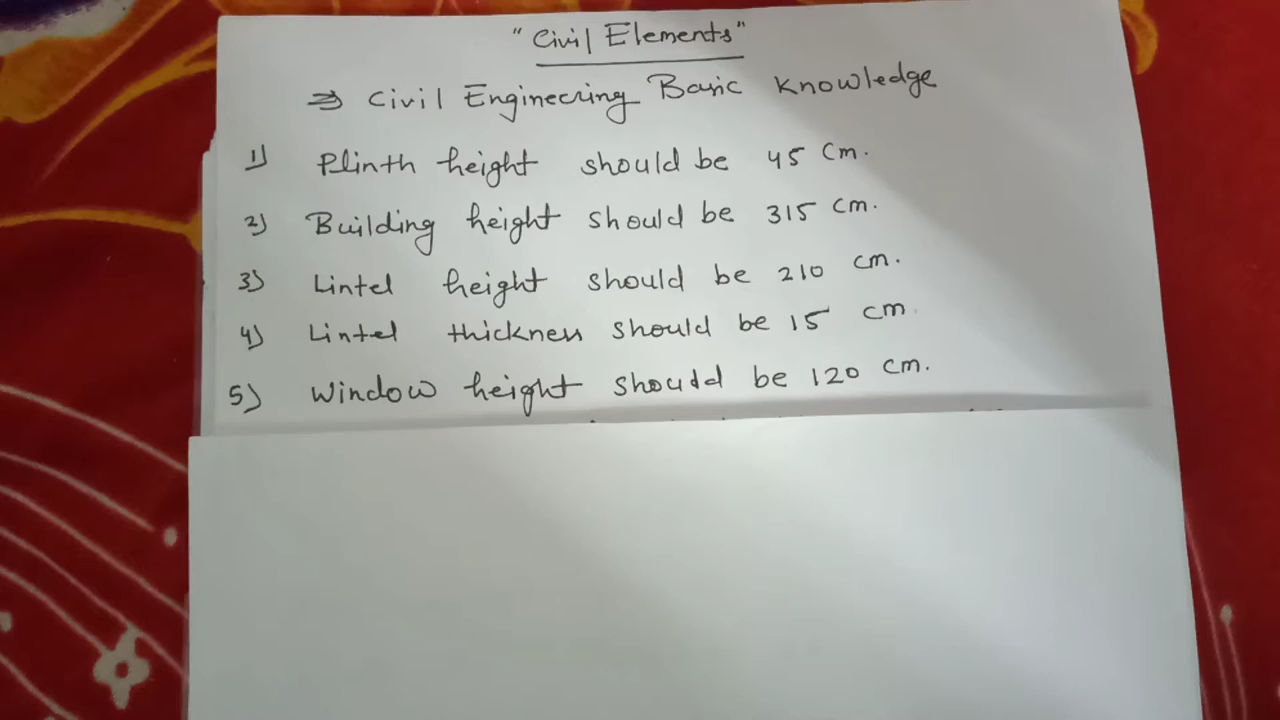 "Civil Elements"
⇒ Civil Engineering Basic Knowledge
1) Plinth height should be 45 Cm.
2) Building height should be 315 cm.
3) Lintel height should be 210 cm.
4) Lintel thickness should be 15 cm
5) Window height should be 120 cm.